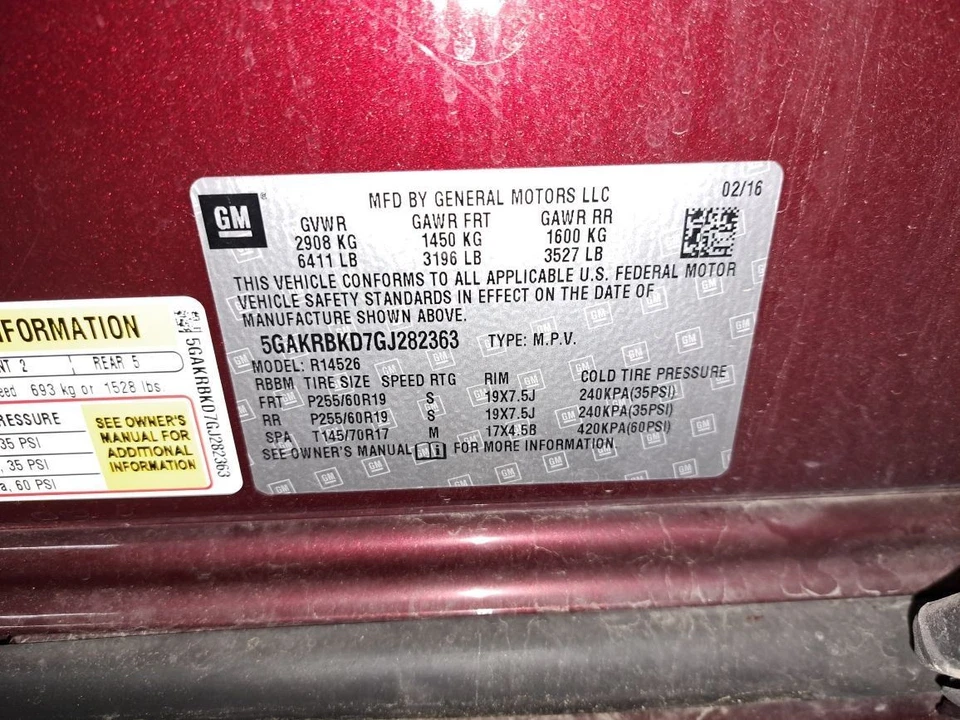 GM
MFD BY GENERAL MOTORS LLC 02/16
GVWR GAWR FRT GAWR RR
2908 KG 1450 KG 1600 KG
6411 LB 3196 LB 3527 LB
THIS VEHICLE CONFORMS TO ALL APPLICABLE U.S. FEDERAL MOTOR
VEHICLE SAFETY STANDARDS IN EFFECT ON THE DATE OF
MANUFACTURE SHOWN ABOVE.
5GAKRBKD7GJ282363 TYPE: M.P.V.
MODEL: R14526
RBBM TIRE SIZE SPEED RTG RIM COLD TIRE PRESSURE
FRT P255/60R19 S 19X7.5J 240KPA(35PSI)
RR P255/60R19 S 19X7.5J 240KPA(35PSI)
SPA T145/70R17 M 17X4.5B 420KPA(60PSI)
SEE OWNER'S MANUAL FOR MORE INFORMATION.
NFORMATION
NT 2 REAR 5
eed 693 kg or 1528 lbs.
PRESSURE
35 PSI
, 35 PSI
a, 60 PSI
SEE OWNER'S
MANUAL FOR
ADDITIONAL
INFORMATION
5GAKRBKD7GJ282363